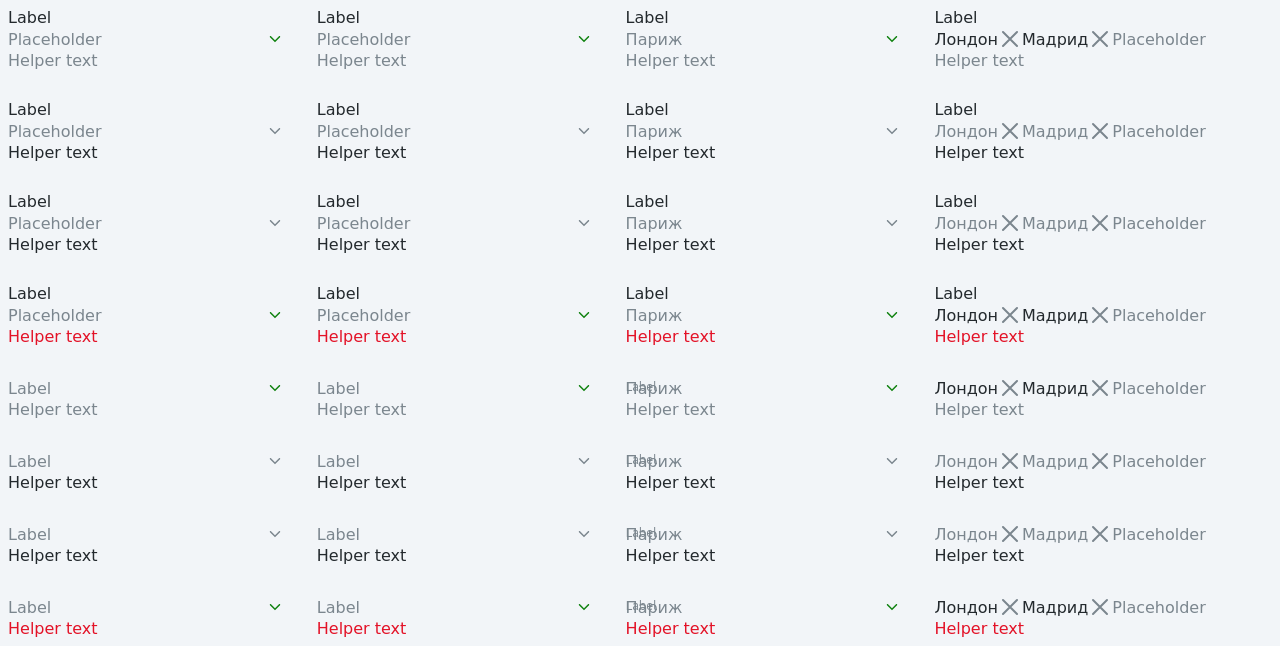 Label Label Label Label
Placeholder Placeholder Париж Лондон Мадрид Placeholder
Helper text Helper text Helper text Helper text
Label Label Label Label
Placeholder Placeholder Париж Лондон Мадрид Placeholder
Helper text Helper text Helper text Helper text
Label Label Label Label
Placeholder Placeholder Париж Лондон Мадрид Placeholder
Helper text Helper text Helper text Helper text
Label Label Label Label
Placeholder Placeholder Париж Лондон Мадрид Placeholder
Helper text Helper text Helper text Helper text
Label Label Label Париж Лондон Мадрид Placeholder
Helper text Helper text Helper text Helper text
Label Label Label Париж Лондон Мадрид Placeholder
Helper text Helper text Helper text Helper text
Label Label Label Париж Лондон Мадрид Placeholder
Helper text Helper text Helper text Helper text
Label Label Label Париж Лондон Мадрид Placeholder
Helper text Helper text Helper text Helper text